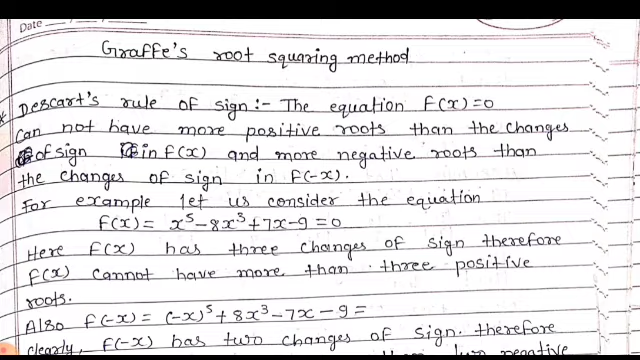 Date
Giraffe's root squaring method
* Descart's rule of sign :- The equation F(x)=0
can not have more positive roots than the changes
of sign in F(x) and more negative roots than
the changes of sign in F(-x).
For example let us consider the equation
F(x) = x⁵ - 8x³ + 7x - 9 = 0
Here F(x) has three changes of sign therefore
F(x) cannot have more than three positive
roots.
Also F(-x) = (-x)⁵ + 8x³ - 7x - 9 =
clearly, F(-x) has two changes of sign. therefore
two negative